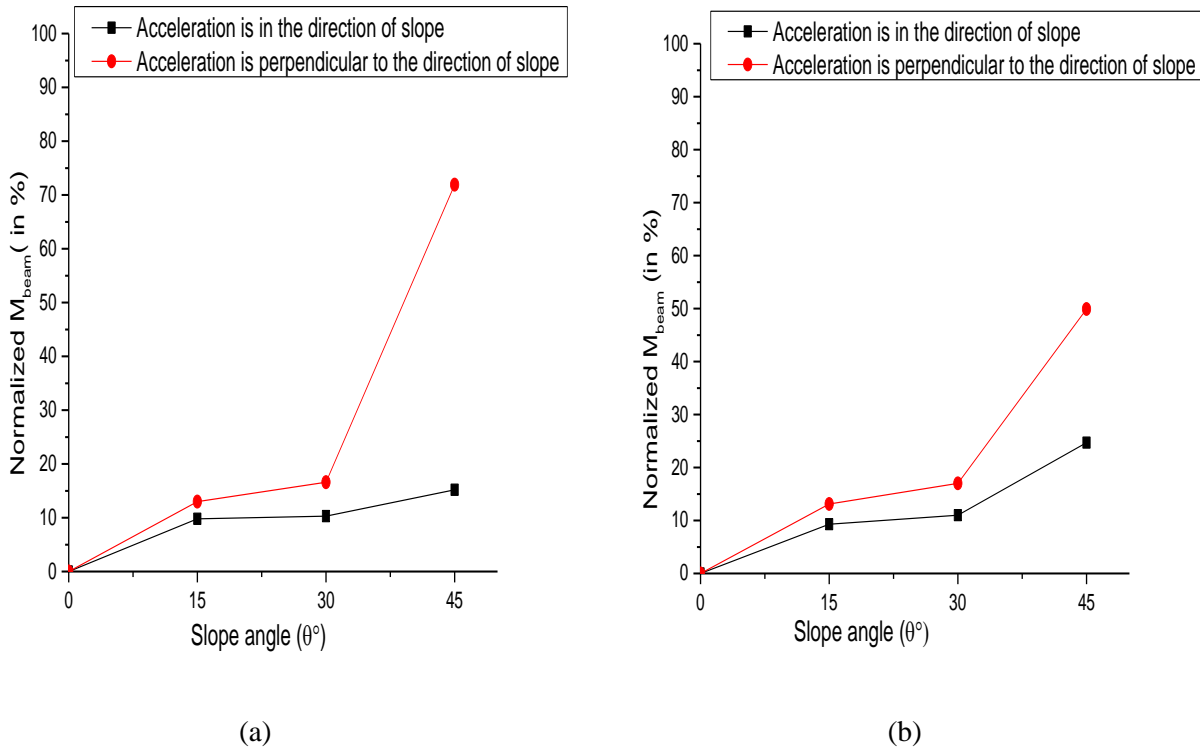 Acceleration is in the direction of slope
Acceleration is perpendicular to the direction of slope
100
90
80
70
60
50
40
30
20
10
0
Normalized M_beam( in %)
0 15 30 45
Slope angle (θ°)
(a)
Acceleration is in the direction of slope
Acceleration is perpendicular to the direction of slope
100
90
80
70
60
50
40
30
20
10
0
Normalized M_beam (in %)
0 15 30 45
Slope angle (θ°)
(b)